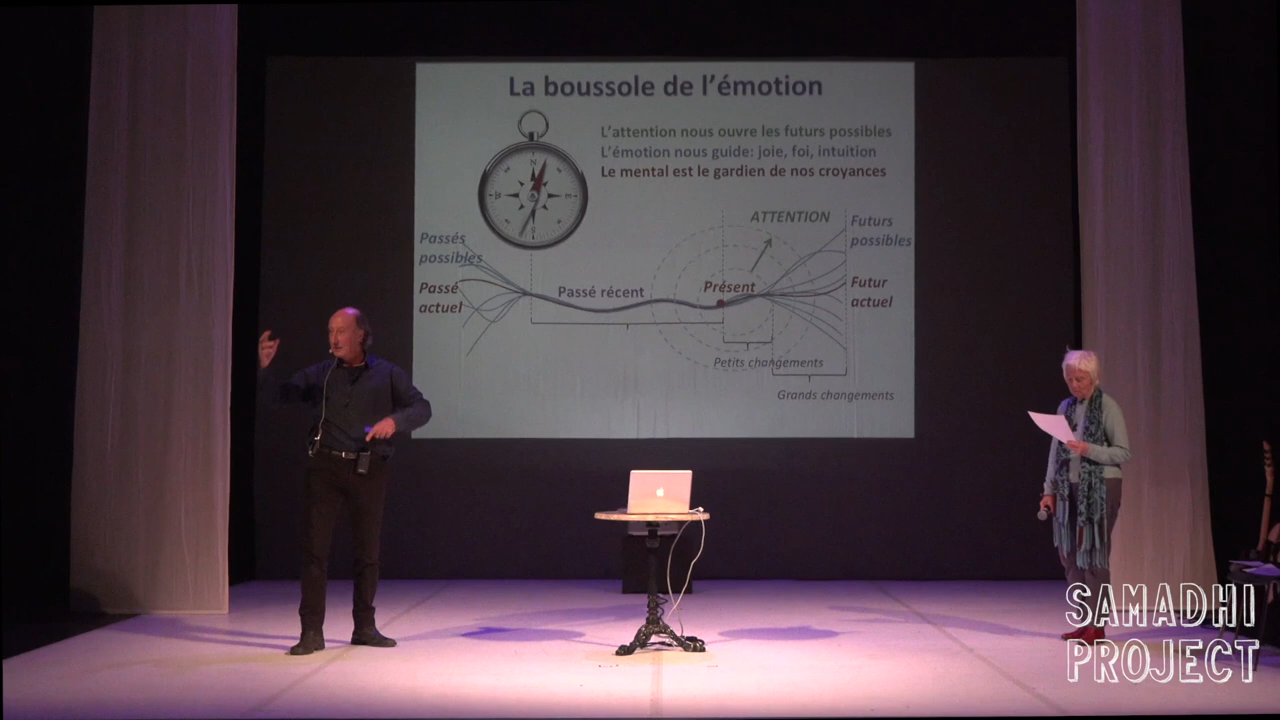 La boussole de l'émotion
L'attention nous ouvre les futurs possibles
L'émotion nous guide: joie, foi, intuition
Le mental est le gardien de nos croyances
N
S
ATTENTION
Passés
possibles
Futurs
possibles
Passé
actuel
Passé récent
Présent
Futur
actuel
Petits changements
Grands changements
SAMADHI
PROJECT